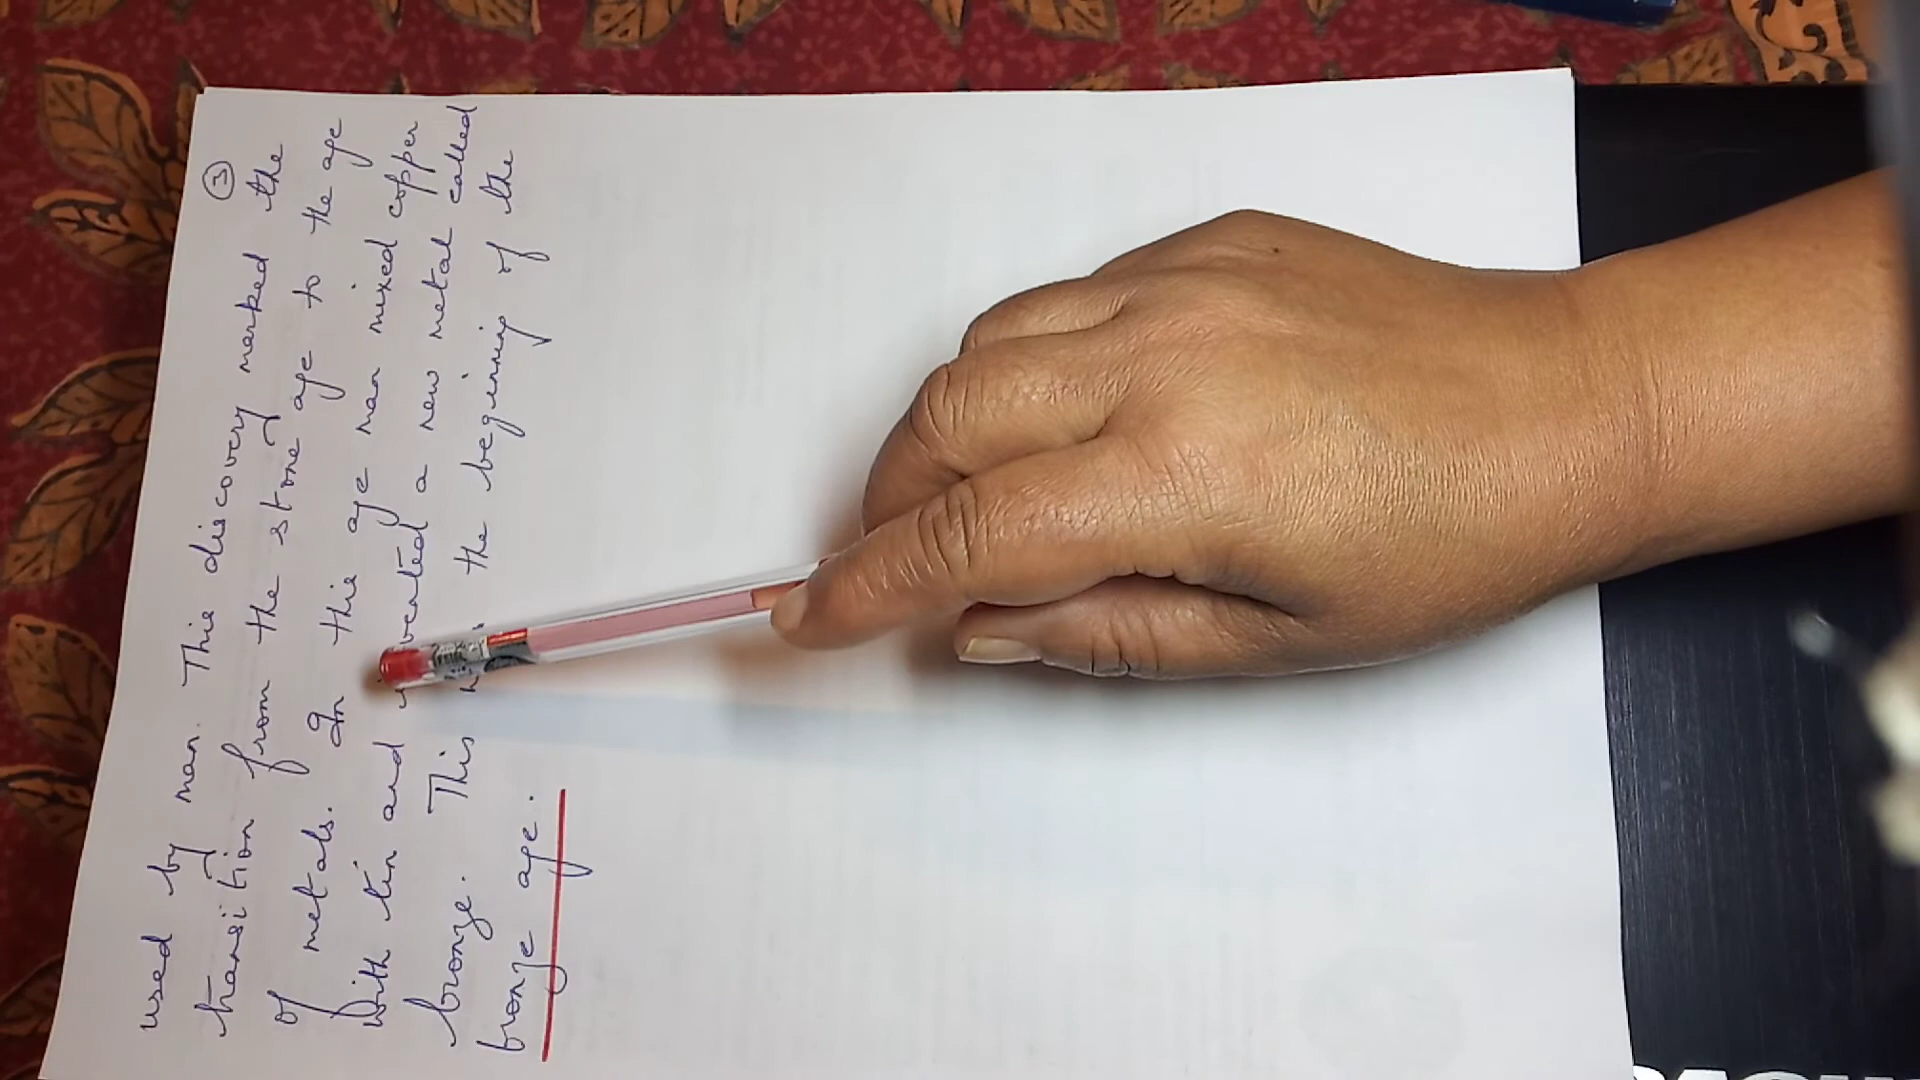 ③
used by man. This discovery marked the
transition from the stone age to the age
of metals. In this age man mixed copper
with tin and invented a new metal called
bronze. This the beginning of the
bronze age.